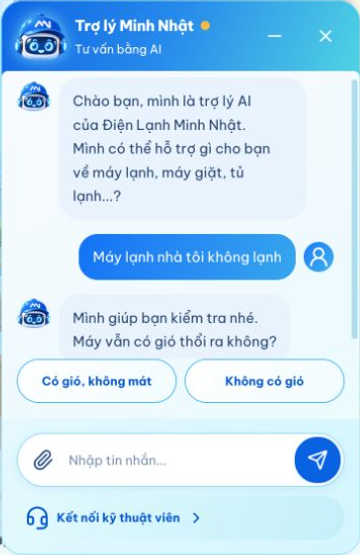 Trợ lý Minh Nhật
Tư vấn bằng AI
Chào bạn, mình là trợ lý AI
của Điện Lạnh Minh Nhật.
Mình có thể hỗ trợ gì cho bạn
về máy lạnh, máy giặt, tủ
lạnh...?
Máy lạnh nhà tôi không lạnh
Mình giúp bạn kiểm tra nhé.
Máy vẫn có gió thổi ra không?
Có gió, không mát
Không có gió
Nhập tin nhắn...
Kết nối kỹ thuật viên